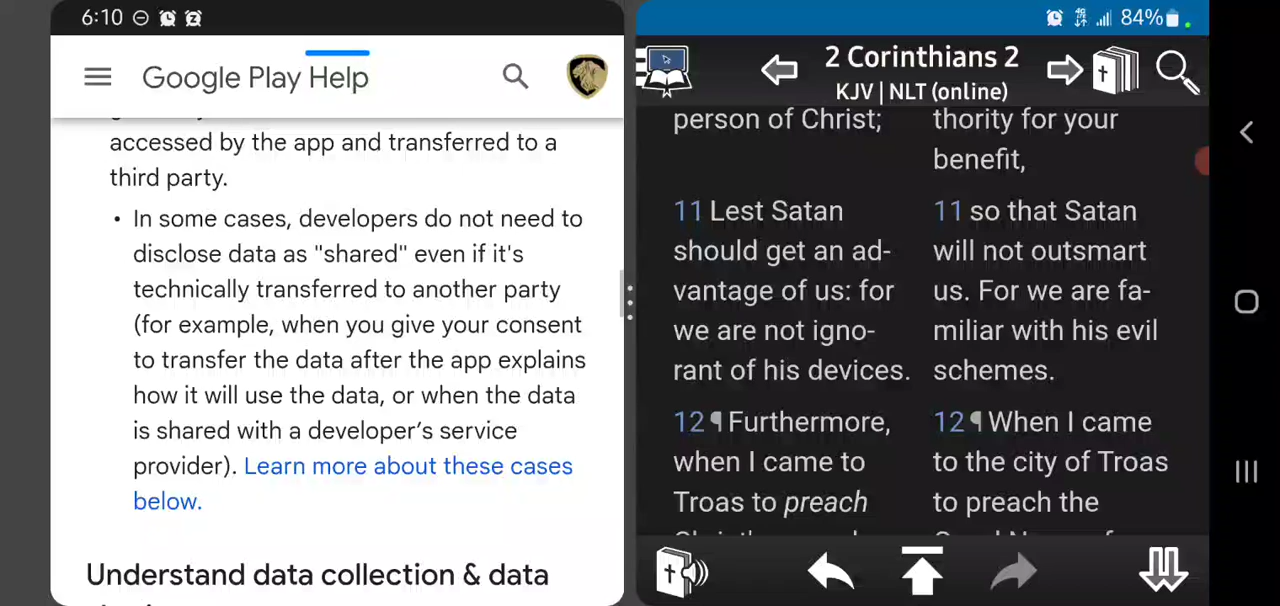 6:10
Google Play Help
accessed by the app and transferred to a
third party.
• In some cases, developers do not need to
disclose data as "shared" even if it's
technically transferred to another party
(for example, when you give your consent
to transfer the data after the app explains
how it will use the data, or when the data
is shared with a developer’s service
provider). Learn more about these cases
below.
Understand data collection & data
84%
2 Corinthians 2
KJV | NLT (online)
person of Christ;
11 Lest Satan
should get an ad-
vantage of us: for
we are not igno-
rant of his devices.
12 ¶ Furthermore,
when I came to
Troas to preach
thority for your
benefit,
11 so that Satan
will not outsmart
us. For we are fa-
miliar with his evil
schemes.
12 ¶ When I came
to the city of Troas
to preach the